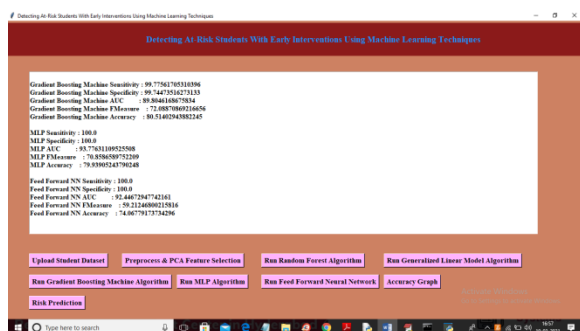 Detecting At-Risk Students With Early Interventions Using Machine Learning Techniques
Detecting At-Risk Students With Early Interventions Using Machine Learning Techniques
Gradient Boosting Machine Sensitivity : 99.77561705310396
Gradient Boosting Machine Specificity : 99.74473516273133
Gradient Boosting Machine AUC : 89.8046168675834
Gradient Boosting Machine FMeasure : 72.08870869216656
Gradient Boosting Machine Accuracy : 80.51402943882245
MLP Sensitivity : 100.0
MLP Specificity : 100.0
MLP AUC : 93.77631109525508
MLP FMeasure : 70.8586589752209
MLP Accuracy : 79.93905243790248
Feed Forward NN Sensitivity : 100.0
Feed Forward NN Specificity : 100.0
Feed Forward NN AUC : 92.44672947742161
Feed Forward NN FMeasure : 59.21246800215816
Feed Forward NN Accuracy : 74.06779173734296
Upload Student Dataset Preprocess & PCA Feature Selection Run Random Forest Algorithm Run Generalized Linear Model Algorithm
Run Gradient Boosting Machine Algorithm Run MLP Algorithm Run Feed Forward Neural Network Accuracy Graph
Risk Prediction
Type here to search
16:57